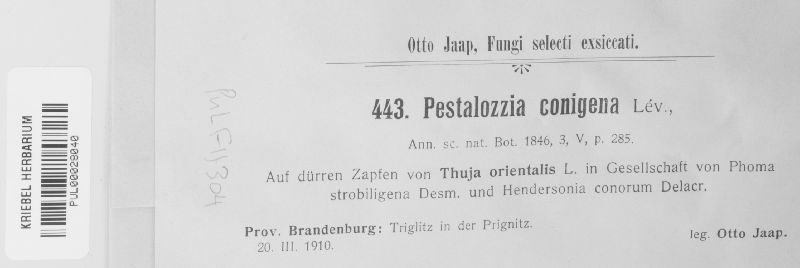 Otto Jaap, Fungi selecti exsiccati.
443. Pestalozzia conigena Lév.,
Ann. sc. nat. Bot. 1846, 3, V, p. 285.
Auf dürren Zapfen von Thuja orientalis L. in Gesellschaft von Phoma
strobiligena Desm. und Hendersonia conorum Delacr.
Prov. Brandenburg: Triglitz in der Prignitz.
20. III. 1910.
leg. Otto Jaap.
PULF11304
KRIEBEL HERBARIUM
PUL00028040